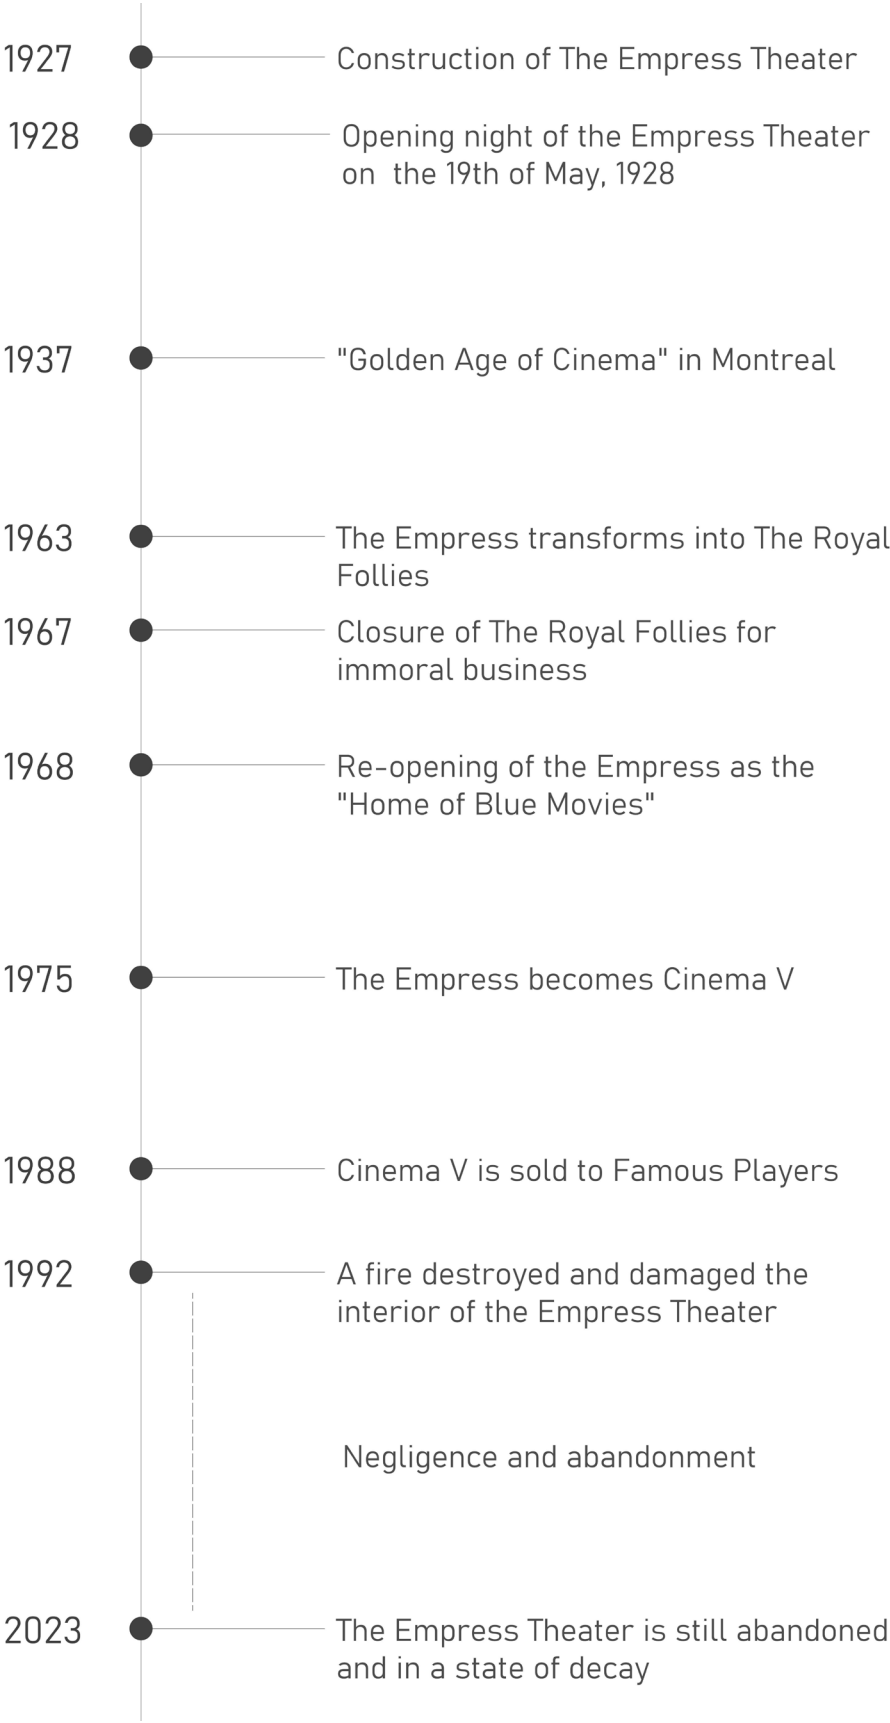 1927 Construction of The Empress Theater
1928 Opening night of the Empress Theater
on the 19th of May, 1928
1937 "Golden Age of Cinema" in Montreal
1963 The Empress transforms into The Royal
Follies
1967 Closure of The Royal Follies for
immoral business
1968 Re-opening of the Empress as the
"Home of Blue Movies"
1975 The Empress becomes Cinema V
1988 Cinema V is sold to Famous Players
1992 A fire destroyed and damaged the
interior of the Empress Theater
Negligence and abandonment
2023 The Empress Theater is still abandoned
and in a state of decay